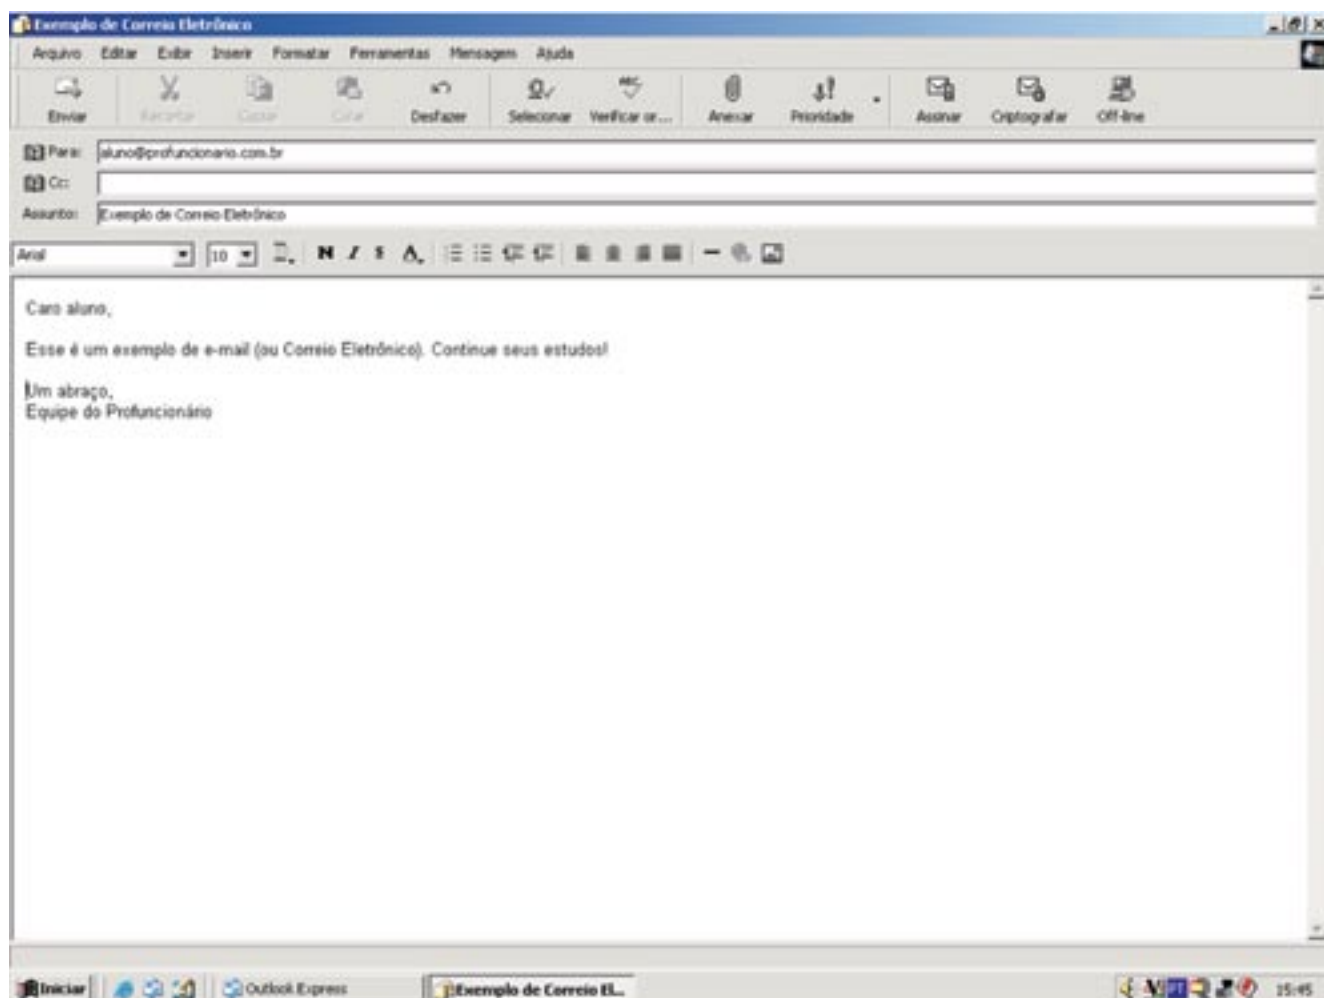 Exemplo de Correio Eletrônico
Arquivo Editar Exibir Inserir Formatar Ferramentas Mensagem Ajuda
Enviar Recortar Copiar Colar Desfazer Selecionar Verificar or... Anexar Prioridade Assinar Criptografar Off-line
Para: aluno@profuncionario.com.br
Cc:
Assunto: Exemplo de Correio Eletrônico
Arial 10 N I S A
Caro aluno,
Esse é um exemplo de e-mail (ou Correio Eletrônico). Continue seus estudos!
Um abraço,
Equipe do Profuncionário
Iniciar Outlook Express Exemplo de Correio El... 15:45